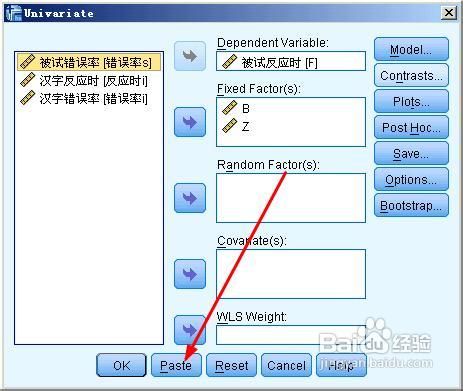 Univariate
被试错误率 [错误率s]
汉字反应时 [反应时i]
汉字错误率 [错误率i]
Dependent Variable:
被试反应时 [F]
Fixed Factor(s):
B
Z
Random Factor(s):
Covariate(s):
WLS Weight:
Model...
Contrasts...
Plots...
Post Hoc...
Save...
Options...
Bootstrap...
OK
Paste
Reset
Cancel
Help
Baidu 经验
jingyan.baidu.com